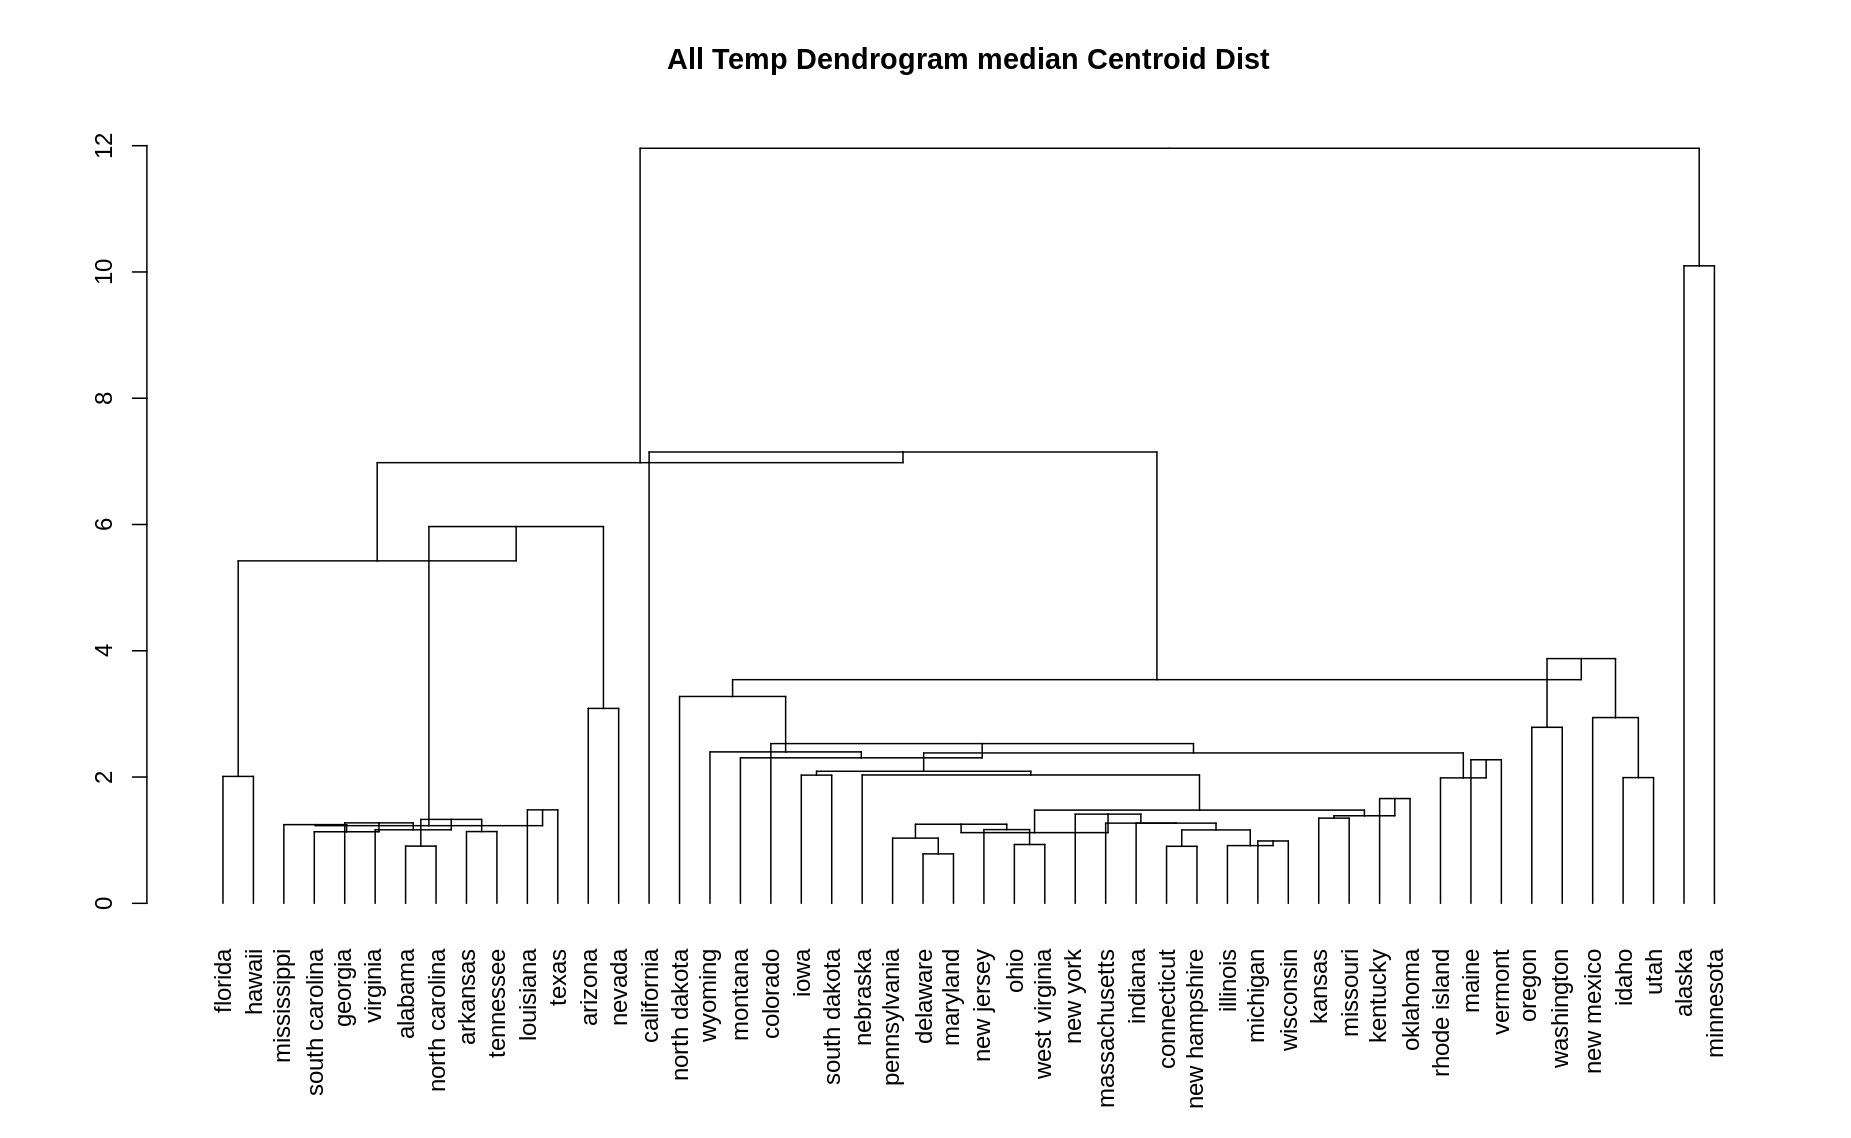 All Temp Dendrogram median Centroid Dist
12
10
8
6
4
2
0
florida
hawaii
mississippi
south carolina
georgia
virginia
alabama
north carolina
arkansas
tennessee
louisiana
texas
arizona
nevada
california
north dakota
wyoming
montana
colorado
iowa
south dakota
nebraska
pennsylvania
delaware
maryland
new jersey
ohio
west virginia
new york
massachusetts
indiana
connecticut
new hampshire
illinois
michigan
wisconsin
kansas
missouri
kentucky
oklahoma
rhode island
maine
vermont
oregon
washington
new mexico
idaho
utah
alaska
minnesota